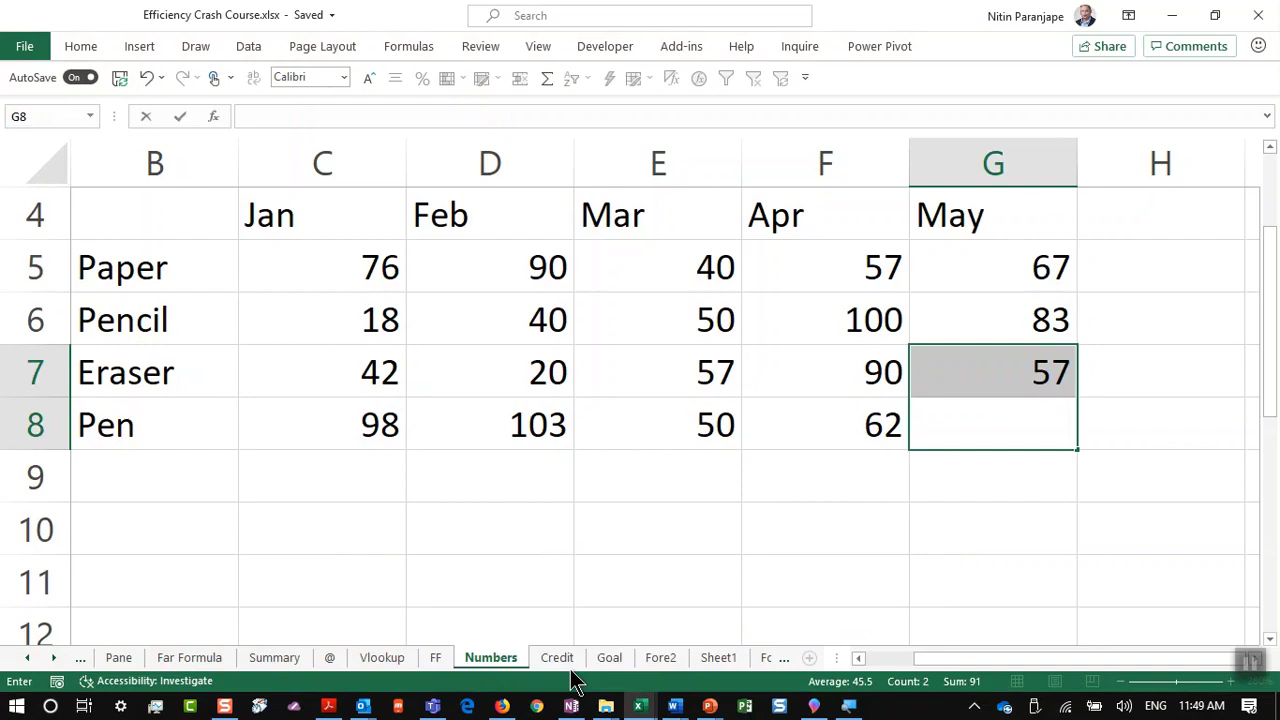 Efficiency Crash Course.xlsx - Saved
Search
Nitin Paranjape
File Home Insert Draw Data Page Layout Formulas Review View Developer Add-ins Help Inquire Power Pivot Share Comments
AutoSave On Calibri
G8
B C D E F G H
4 Jan Feb Mar Apr May
5 Paper 76 90 40 57 67
6 Pencil 18 40 50 100 83
7 Eraser 42 20 57 90 57
8 Pen 98 103 50 62
9
10
11
12
... Pane Far Formula Summary @ Vlookup FF Numbers Credit Goal Fore2 Sheet1 Fc ...
Enter Accessibility: Investigate Average: 45.5 Count: 2 Sum: 91
ENG 11:49 AM